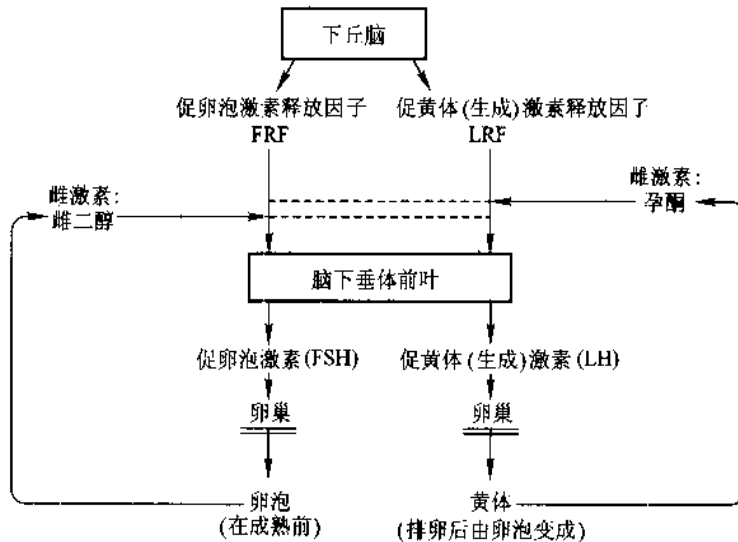 下丘脑
促卵泡激素释放因子
FRF
促黄体(生成)激素释放因了
LRF
雌激素:
雌二醇
雌激素:
孕酮
脑下垂体前叶
促卵泡激素(FSH)
促黄体(生成)激素(LH)
卵巢
卵巢
卵泡
(在成熟前)
黄体
(排卵后由卵泡变成)